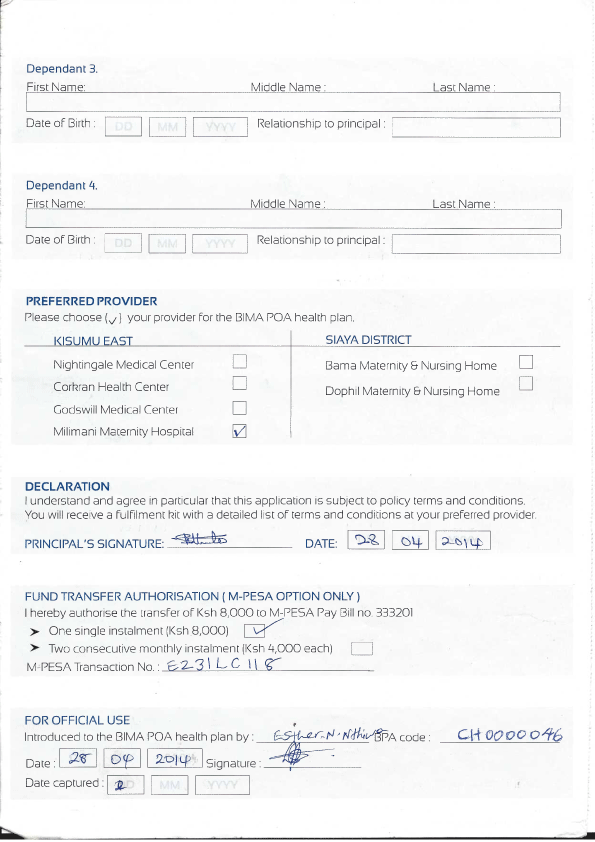 Dependant 3.
First Name: Middle Name : Last Name :
Date of Birth : DD MM YYYY Relationship to principal :
Dependant 4.
First Name: Middle Name : Last Name :
Date of Birth : DD MM YYYY Relationship to principal :
PREFERRED PROVIDER
Please choose (✓) your provider for the BIMA POA health plan.
KISUMU EAST SIAYA DISTRICT
Nightingale Medical Center Bama Maternity & Nursing Home
Corkran Health Center Dophil Maternity & Nursing Home
Godswill Medical Center
Milimani Maternity Hospital ✓
DECLARATION
I understand and agree in particular that this application is subject to policy terms and conditions.
You will receive a fulfilment kit with a detailed list of terms and conditions at your preferred provider.
PRINCIPAL'S SIGNATURE: DATE: 28 04 2014
FUND TRANSFER AUTHORISATION ( M-PESA OPTION ONLY )
I hereby authorise the transfer of Ksh 8,000 to M-PESA Pay Bill no. 333201
➤ One single instalment (Ksh 8,000) ✓
➤ Two consecutive monthly instalment (Ksh 4,000 each)
M-PESA Transaction No. : E231LC118
FOR OFFICIAL USE
Introduced to the BIMA POA health plan by : Esther.N. BPA code : CH0000046
Date : 28 04 2014 Signature :
Date captured : MM YYYY